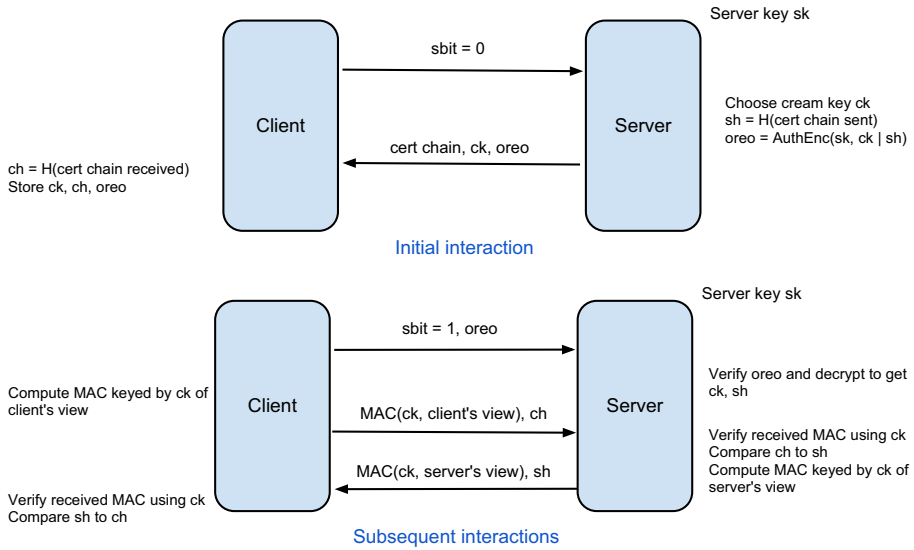 Server key sk
sbit = 0
Client
Server
Choose cream key ck
sh = H(cert chain sent)
oreo = AuthEnc(sk, ck | sh)
cert chain, ck, oreo
ch = H(cert chain received)
Store ck, ch, oreo
Initial interaction
Server key sk
sbit = 1, oreo
Verify oreo and decrypt to get
ck, sh
Compute MAC keyed by ck of
client's view
Client
Server
MAC(ck, client's view), ch
Verify received MAC using ck
Compare ch to sh
Compute MAC keyed by ck of
server's view
MAC(ck, server's view), sh
Verify received MAC using ck
Compare sh to ch
Subsequent interactions